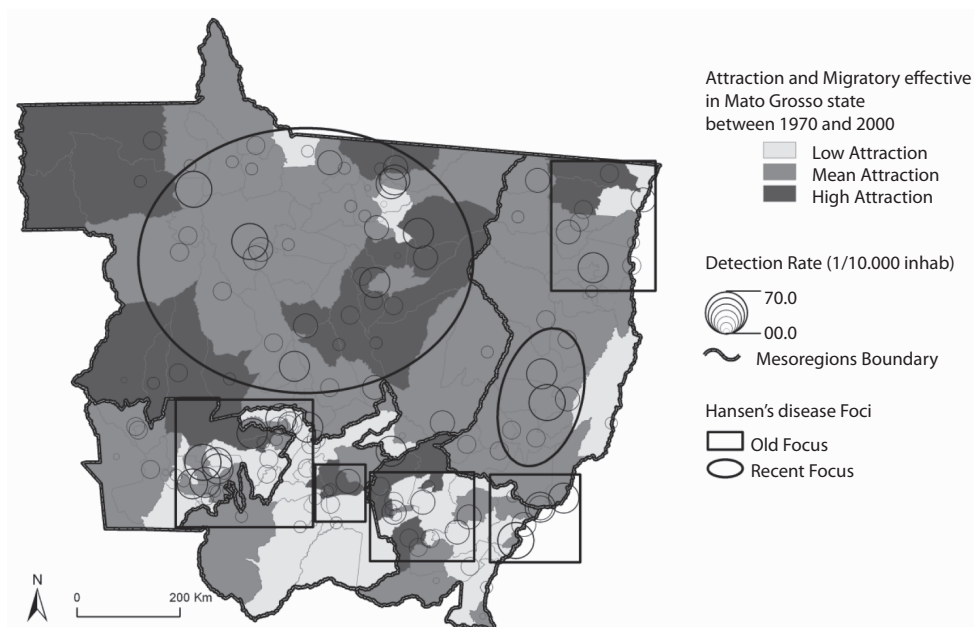 Attraction and Migratory effective
in Mato Grosso state
between 1970 and 2000
Low Attraction
Mean Attraction
High Attraction
Detection Rate (1/10.000 inhab)
70.0
00.0
Mesoregions Boundary
Hansen's disease Foci
Old Focus
Recent Focus
N
0 200 Km